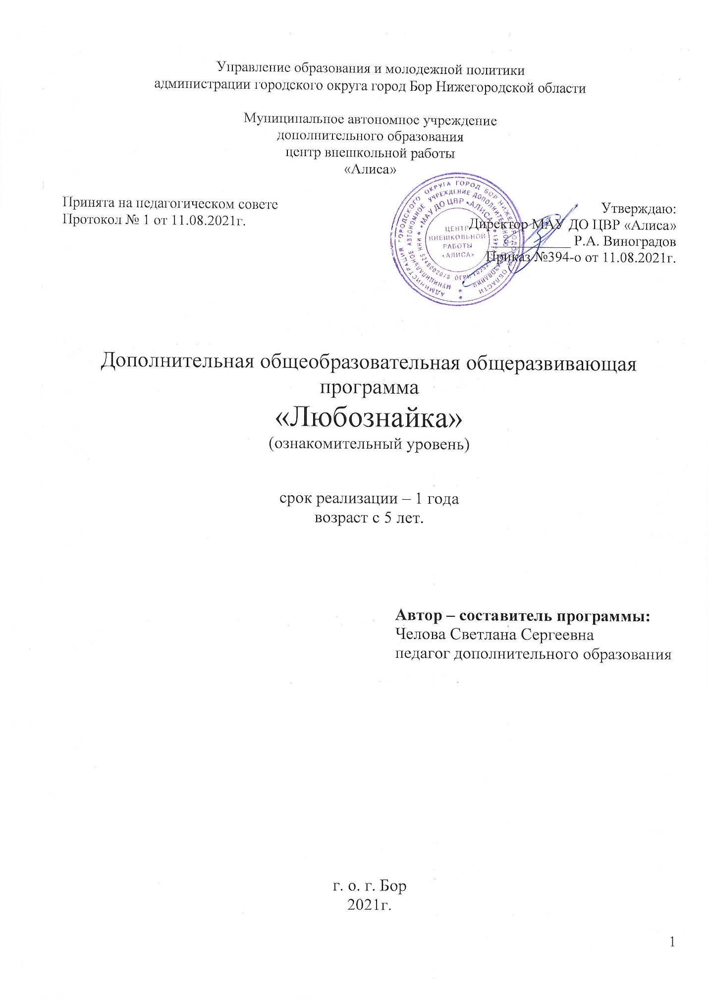 Управление образования и молодежной политики
администрации городского округа город Бор Нижегородской области
Муниципальное автономное учреждение
дополнительного образования
центр внешкольной работы
«Алиса»
Принята на педагогическом совете
Протокол № 1 от 11.08.2021г.
Утверждаю:
Директор МАУ ДО ЦВР «Алиса»
____________ Р.А. Виноградов
Приказ №394-о от 11.08.2021г.
АДМИНИСТРАЦИЯ ГОРОДСКОГО ОКРУГА ГОРОД БОР НИЖЕГОРОДСКОЙ ОБЛАСТИ
МУНИЦИПАЛЬНОЕ АВТОНОМНОЕ УЧРЕЖДЕНИЕ ДОПОЛНИТЕЛЬНОГО ОБРАЗОВАНИЯ
«МАУ ДО ЦВР «АЛИСА»
ОГРН
ЦЕНТР
ВНЕШКОЛЬНОЙ
РАБОТЫ
«АЛИСА»
Дополнительная общеобразовательная общеразвивающая
программа
«Любознайка»
(ознакомительный уровень)
срок реализации – 1 года
возраст с 5 лет.
Автор – составитель программы:
Челова Светлана Сергеевна
педагог дополнительного образования
г. о. г. Бор
2021г.
1